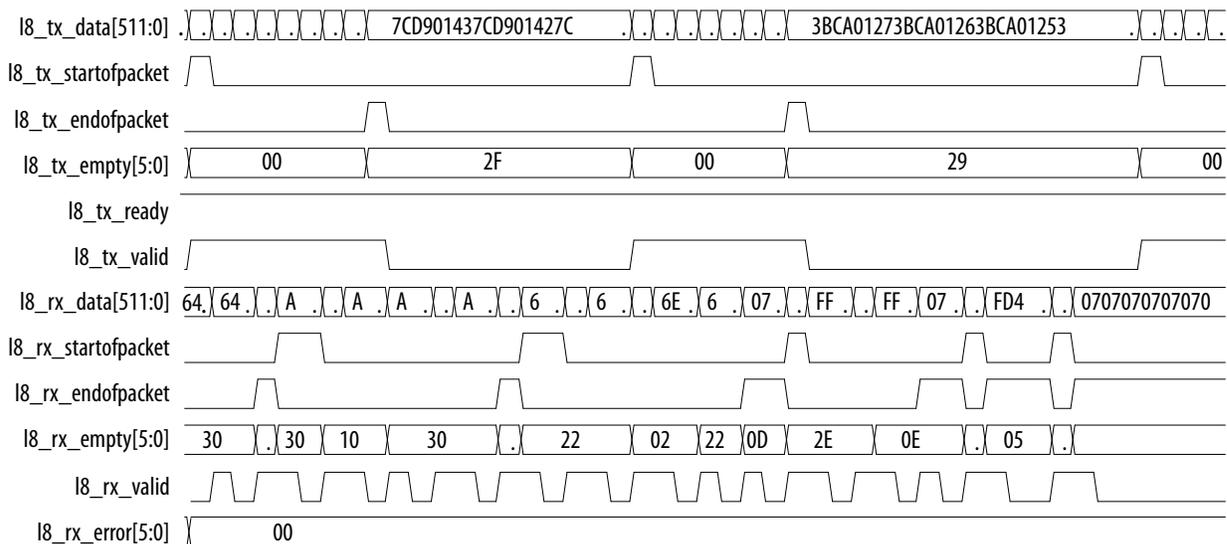 l8_tx_data[511:0] . . . . . . . . . 7CD901437CD901427C . . . . . . . . 3BCA01273BCA01263BCA01253 . . . . .
l8_tx_startofpacket
l8_tx_endofpacket
l8_tx_empty[5:0] 00 2F 00 29 00
l8_tx_ready
l8_tx_valid
l8_rx_data[511:0] 64. 64 . . A . . A . A . . A . . 6 . . 6 . . 6E . 6 . 07 . . FF . . FF . 07 . . FD4 . . 0707070707070
l8_rx_startofpacket
l8_rx_endofpacket
l8_rx_empty[5:0] 30 . 30 10 30 . 22 02 22 0D 2E 0E . 05 .
l8_rx_valid
l8_rx_error[5:0] 00